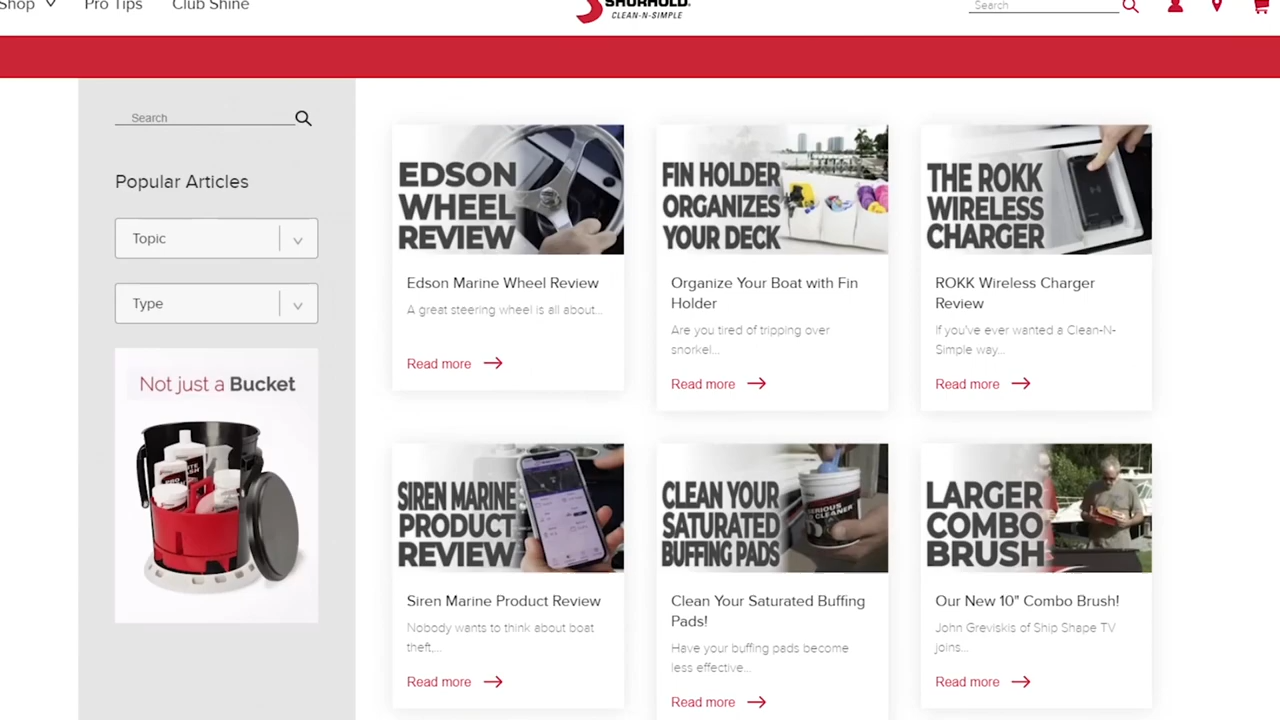 Shop
Pro Tips
Club Shine
SHURHOLD
CLEAN-N-SIMPLE
Search
Search
Popular Articles
Topic
Type
Not just a Bucket
EDSON
WHEEL
REVIEW
Edson Marine Wheel Review
A great steering wheel is all about...
Read more
FIN HOLDER
ORGANIZES
YOUR DECK
Organize Your Boat with Fin
Holder
Are you tired of tripping over
snorkel...
Read more
THE ROKK
WIRELESS
CHARGER
ROKK Wireless Charger
Review
If you've ever wanted a Clean-N-
Simple way...
Read more
SIREN MARINE
PRODUCT
REVIEW
Siren Marine Product Review
Nobody wants to think about boat
theft,...
Read more
CLEAN YOUR
SATURATED
BUFFING PADS
SERIOUS
CLEANER
Clean Your Saturated Buffing
Pads!
Have your buffing pads become
less effective...
Read more
LARGER
COMBO
BRUSH
Our New 10" Combo Brush!
John Greviskis of Ship Shape TV
joins...
Read more